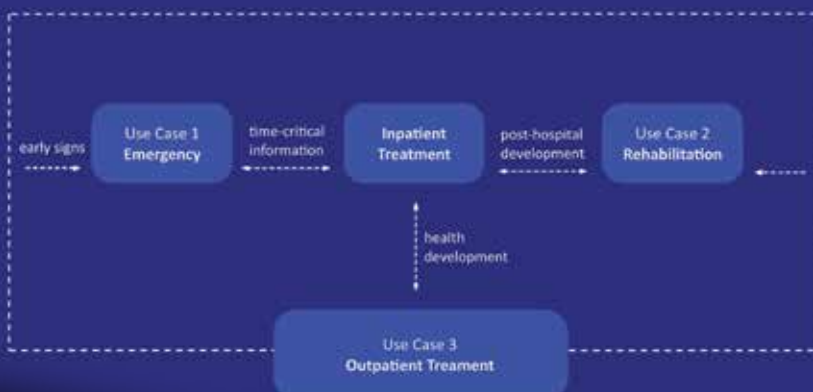 early signs
Use Case 1
Emergency
time-critical
information
Inpatient
Treatment
post-hospital
development
Use Case 2
Rehabilitation
health
development
Use Case 3
Outpatient Treament